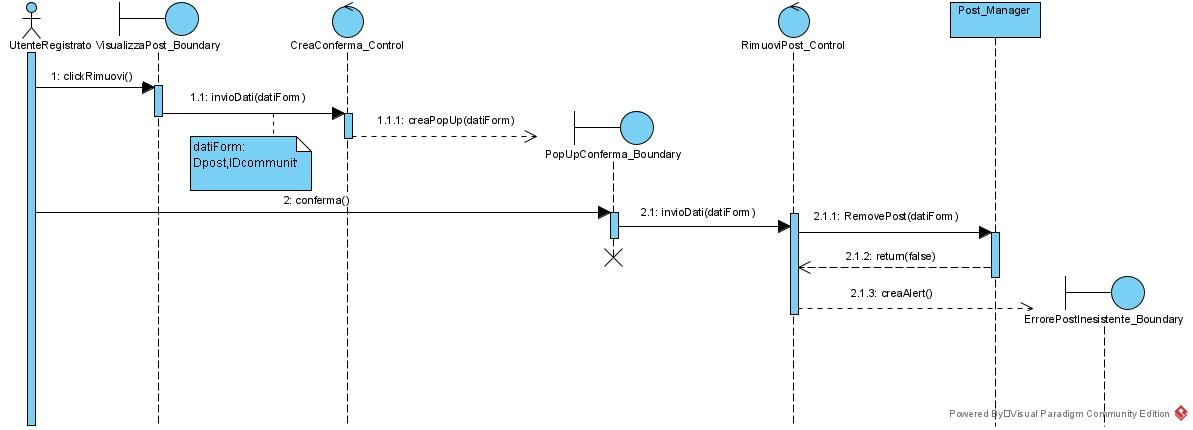 Post_Manager
UtenteRegistrato
VisualizzaPost_Boundary
CreaConferma_Control
RimuoviPost_Control
1: clickRimuovi()
1.1: invioDati(datiForm)
1.1.1: creaPopUp(datiForm)
datiForm:
Dpost,IDcommunit
PopUpConferma_Boundary
2: conferma()
2.1: invioDati(datiForm)
2.1.1: RemovePost(datiForm)
2.1.2: return(false)
2.1.3: creaAlert()
ErrorePostInesistente_Boundary
Powered By□Visual Paradigm Community Edition